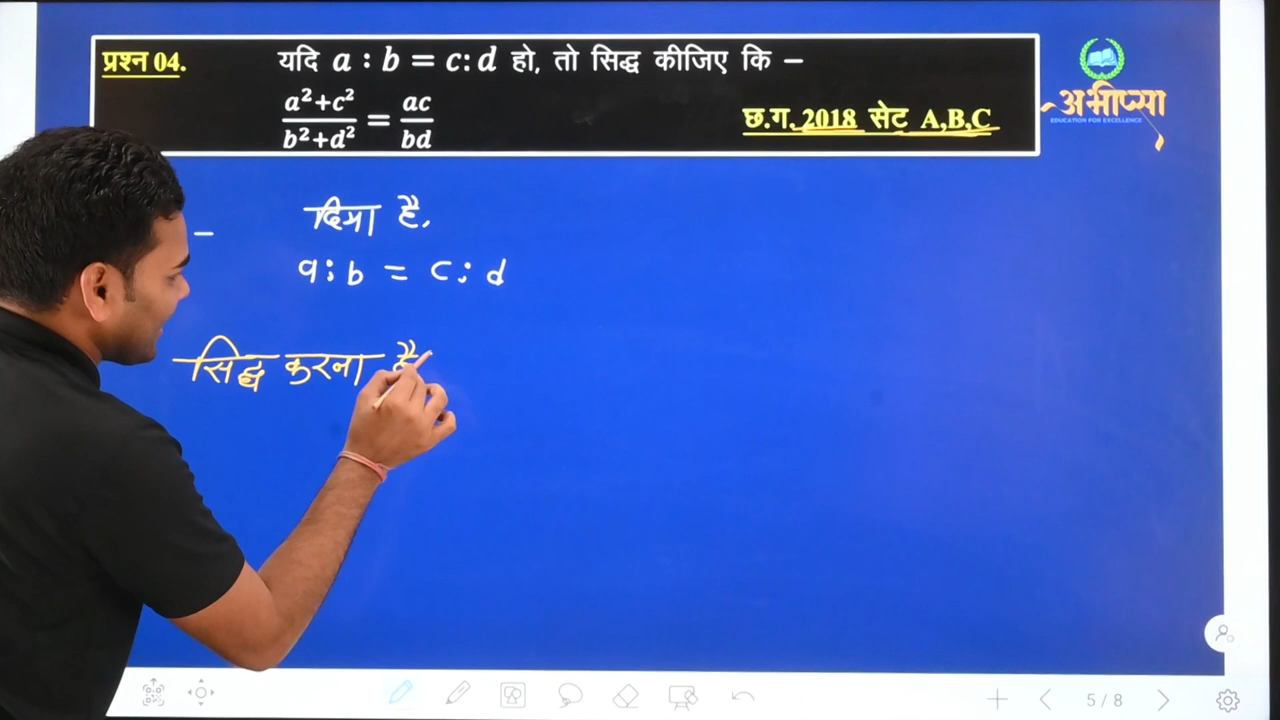 प्रश्न 04. यदि a : b = c : d हो, तो सिद्ध कीजिए कि –
a²+c²/b²+d² = ac/bd
छ.ग. 2018 सेट A,B,C
अभीप्सा
EDUCATION FOR EXCELLENCE
– दिया है,
a : b = c : d
सिद्ध करना है
5 / 8